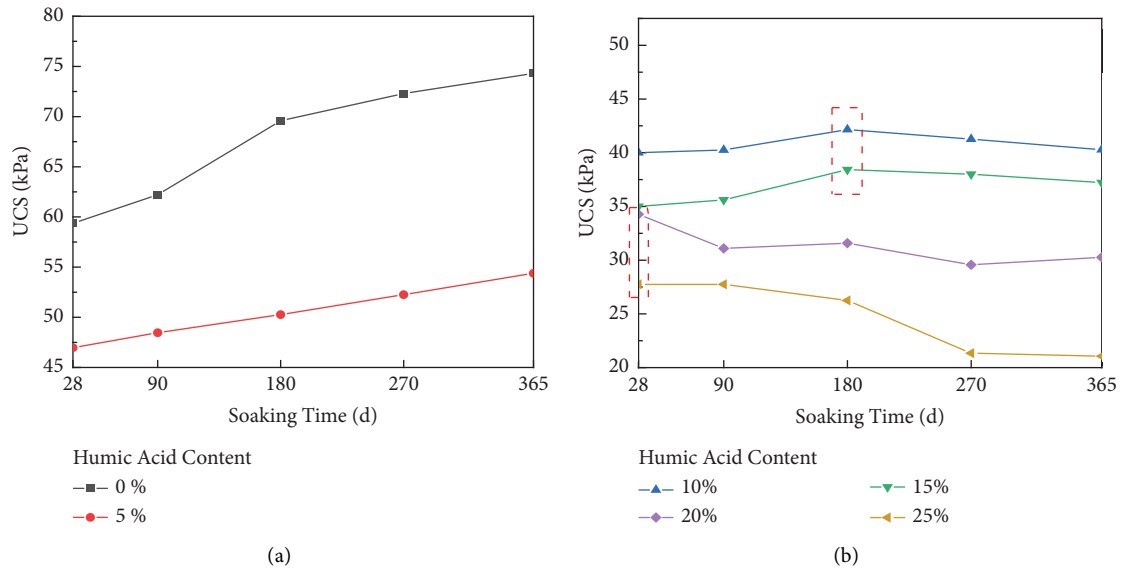 80
75
70
65
60
55
50
45
UCS (kPa)
28 90 180 270 365
Soaking Time (d)
Humic Acid Content
0 %
5 %
(a)
50
45
40
35
30
25
20
UCS (kPa)
28 90 180 270 365
Soaking Time (d)
Humic Acid Content
10% 15%
20% 25%
(b)